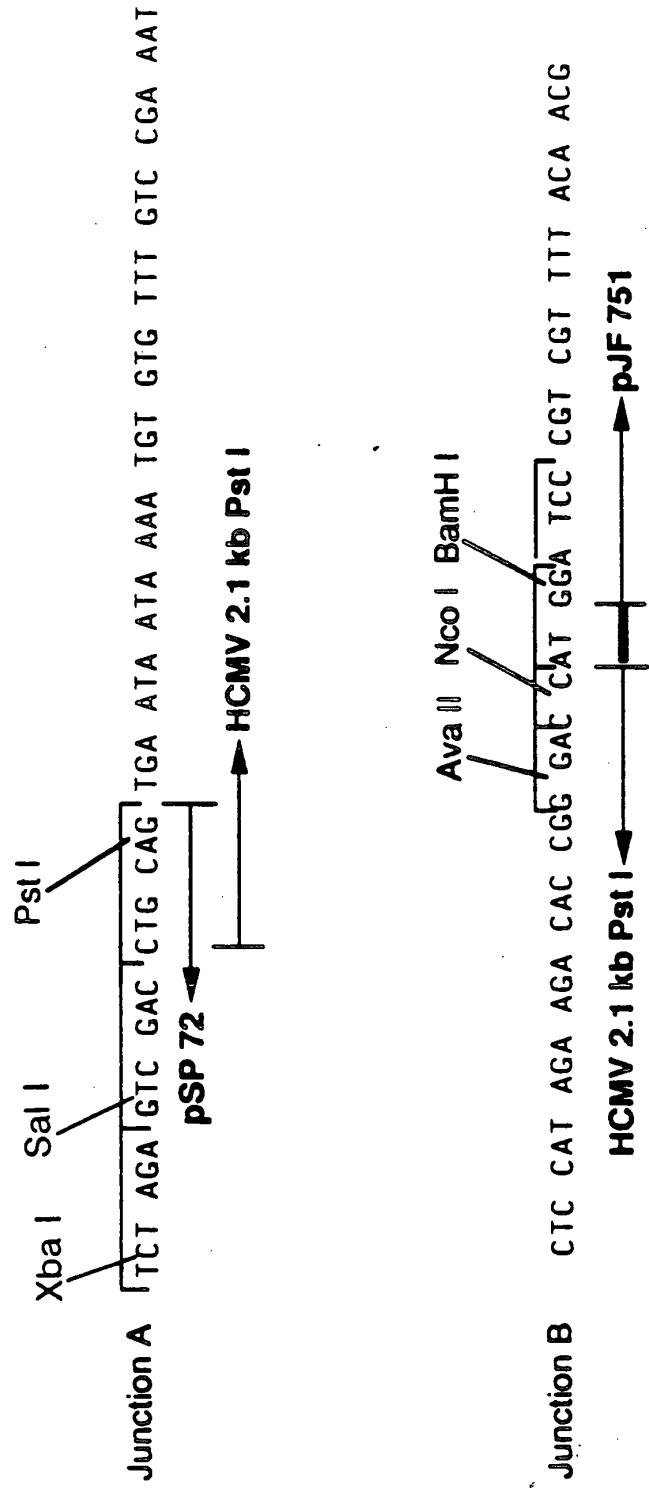 Xba I Sal I Pst I
Junction A TCT AGA GTC GAC CTG CAG TGA ATA ATA AAA TGT GTG TTT GTC CGA AAT
pSP 72
HCMV 2.1 kb Pst I
Ava II Nco I BamH I
Junction B CTC CAT AGA AGA CAC CGG GAC CAT GGA TCC CGT CGT TTT ACA ACG
HCMV 2.1 kb Pst I pJF 751